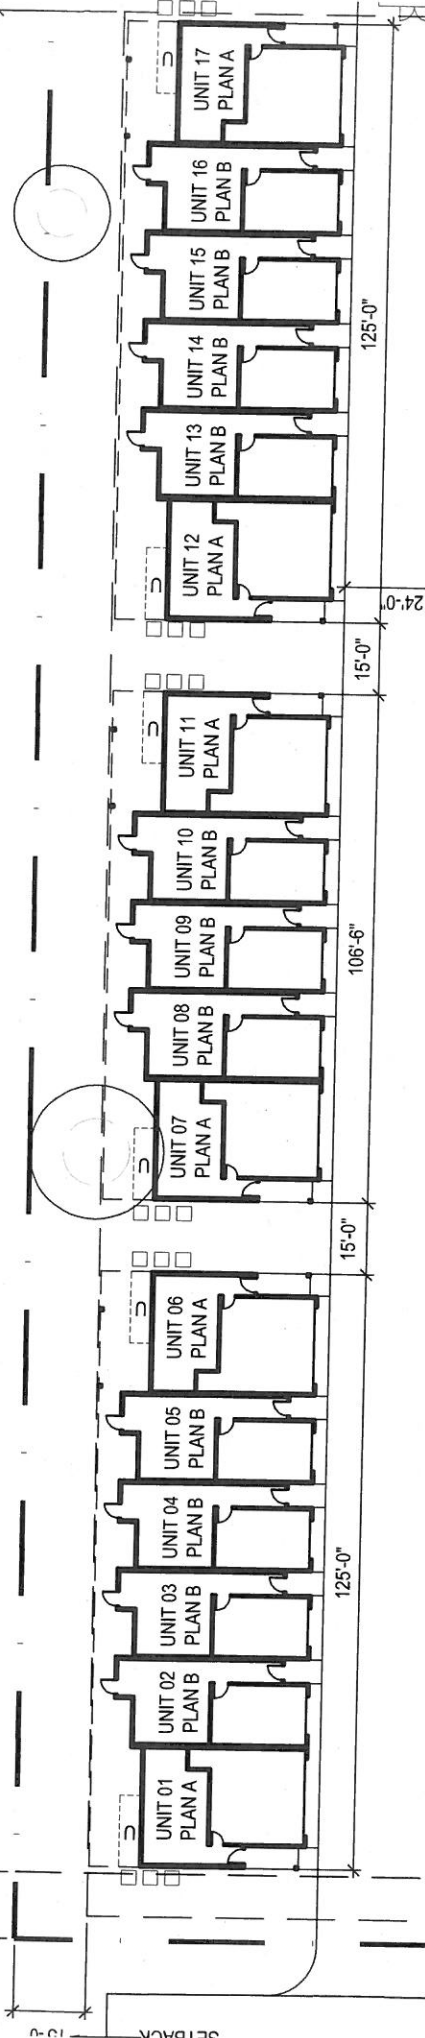 UNIT 17
PLAN A
UNIT 16
PLAN B
UNIT 15
PLAN B
125'-0"
UNIT 14
PLAN B
UNIT 13
PLAN B
UNIT 12
PLAN A
24'-0"
15'-0"
UNIT 11
PLAN A
UNIT 10
PLAN B
UNIT 09
PLAN B
106'-6"
UNIT 08
PLAN B
UNIT 07
PLAN A
15'-0"
UNIT 06
PLAN A
UNIT 05
PLAN B
UNIT 04
PLAN B
125'-0"
UNIT 03
PLAN B
UNIT 02
PLAN B
UNIT 01
PLAN A
SETBACK